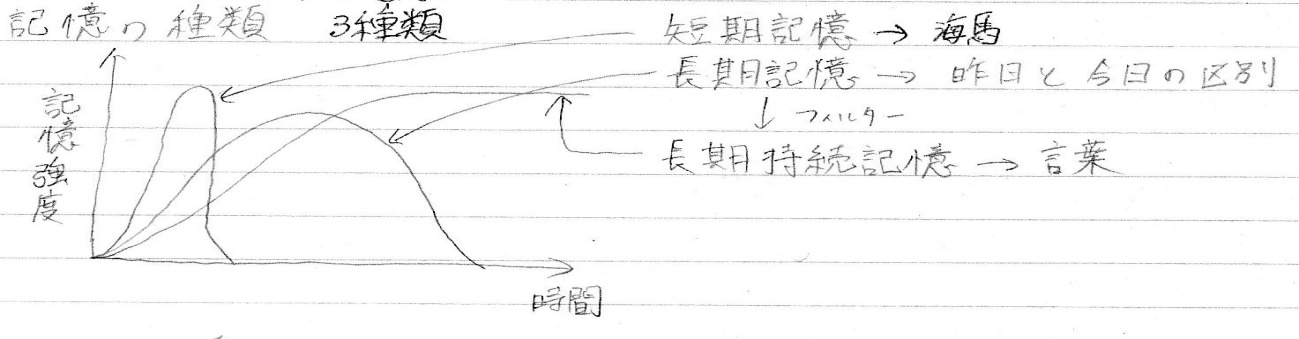 記憶の種類 3種類
短期記憶 → 海馬
長期記憶 → 昨日と今日の区別
↓ フィルター
長期持続記憶 → 言葉
記憶強度
時間